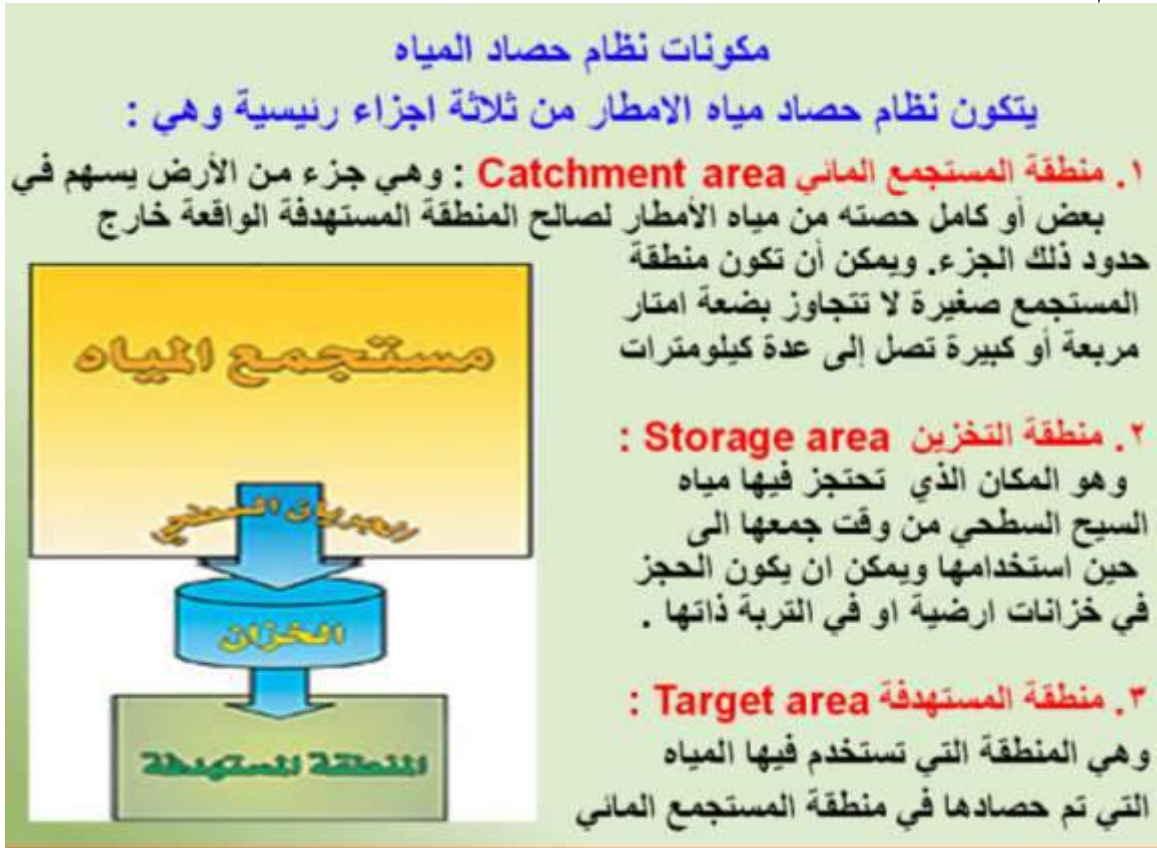 مكونات نظام حصاد المياه
يتكون نظام حصاد مياه الامطار من ثلاثة اجزاء رئيسية وهي :
١. منطقة المستجمع المائي Catchment area : وهي جزء من الأرض يسهم في
بعض أو كامل حصته من مياه الأمطار لصالح المنطقة المستهدفة الواقعة خارج
حدود ذلك الجزء. ويمكن أن تكون منطقة
المستجمع صغيرة لا تتجاوز بضعة امتار
مربعة أو كبيرة تصل إلى عدة كيلومترات
٢. منطقة التخزين Storage area :
وهو المكان الذي تحتجز فيها مياه
السيح السطحي من وقت جمعها الى
حين استخدامها ويمكن ان يكون الحجز
في خزانات ارضية او في التربة ذاتها .
٣. منطقة المستهدفة Target area :
وهي المنطقة التي تستخدم فيها المياه
التي تم حصادها في منطقة المستجمع المائي
مستجمع المياه
الجريان السطحي
الخزان
المنطقة المستهدفة